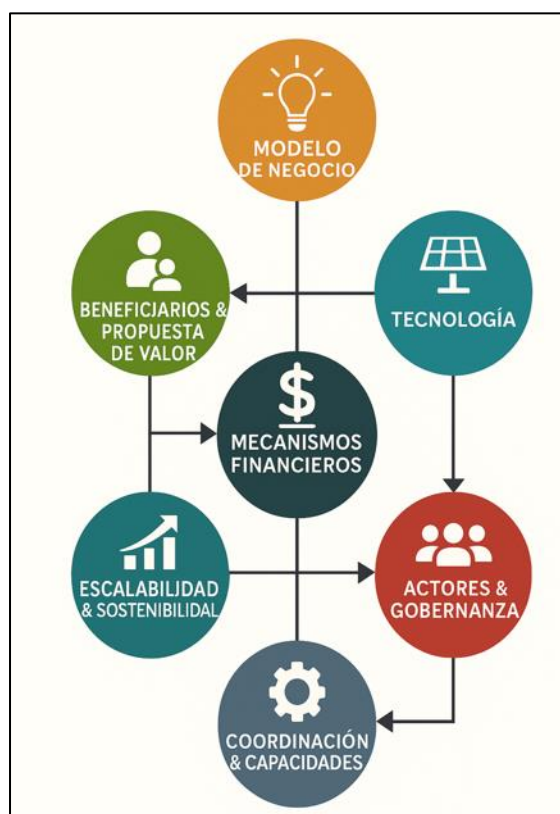 MODELO
DE NEGOCIO
BENEFICJARIOS &
PROPUESTA
DE VALOR
TECNOLOGÍA
$
MECANISMOS
FINANCIEROS
ESCALABILIDAD
& SOSTENIBILIDAL
ACTORES &
GOBERNANZA
COORDINACIÓN
& CAPACIDADES